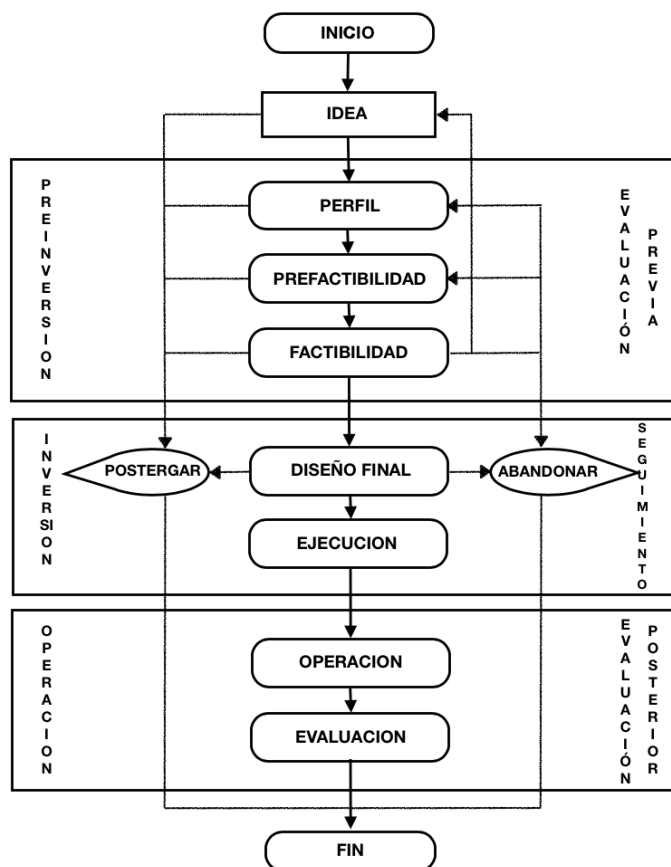 INICIO
IDEA
PREINVERSION
EVALUACIÓN
PREVIA
PERFIL
PREFACTIBILIDAD
FACTIBILIDAD
INVERSION
SEGUIMIENTO
POSTERGAR
DISEÑO FINAL
ABANDONAR
EJECUCION
OPERACION
EVALUACIÓN
POSTERIOR
OPERACION
EVALUACION
FIN